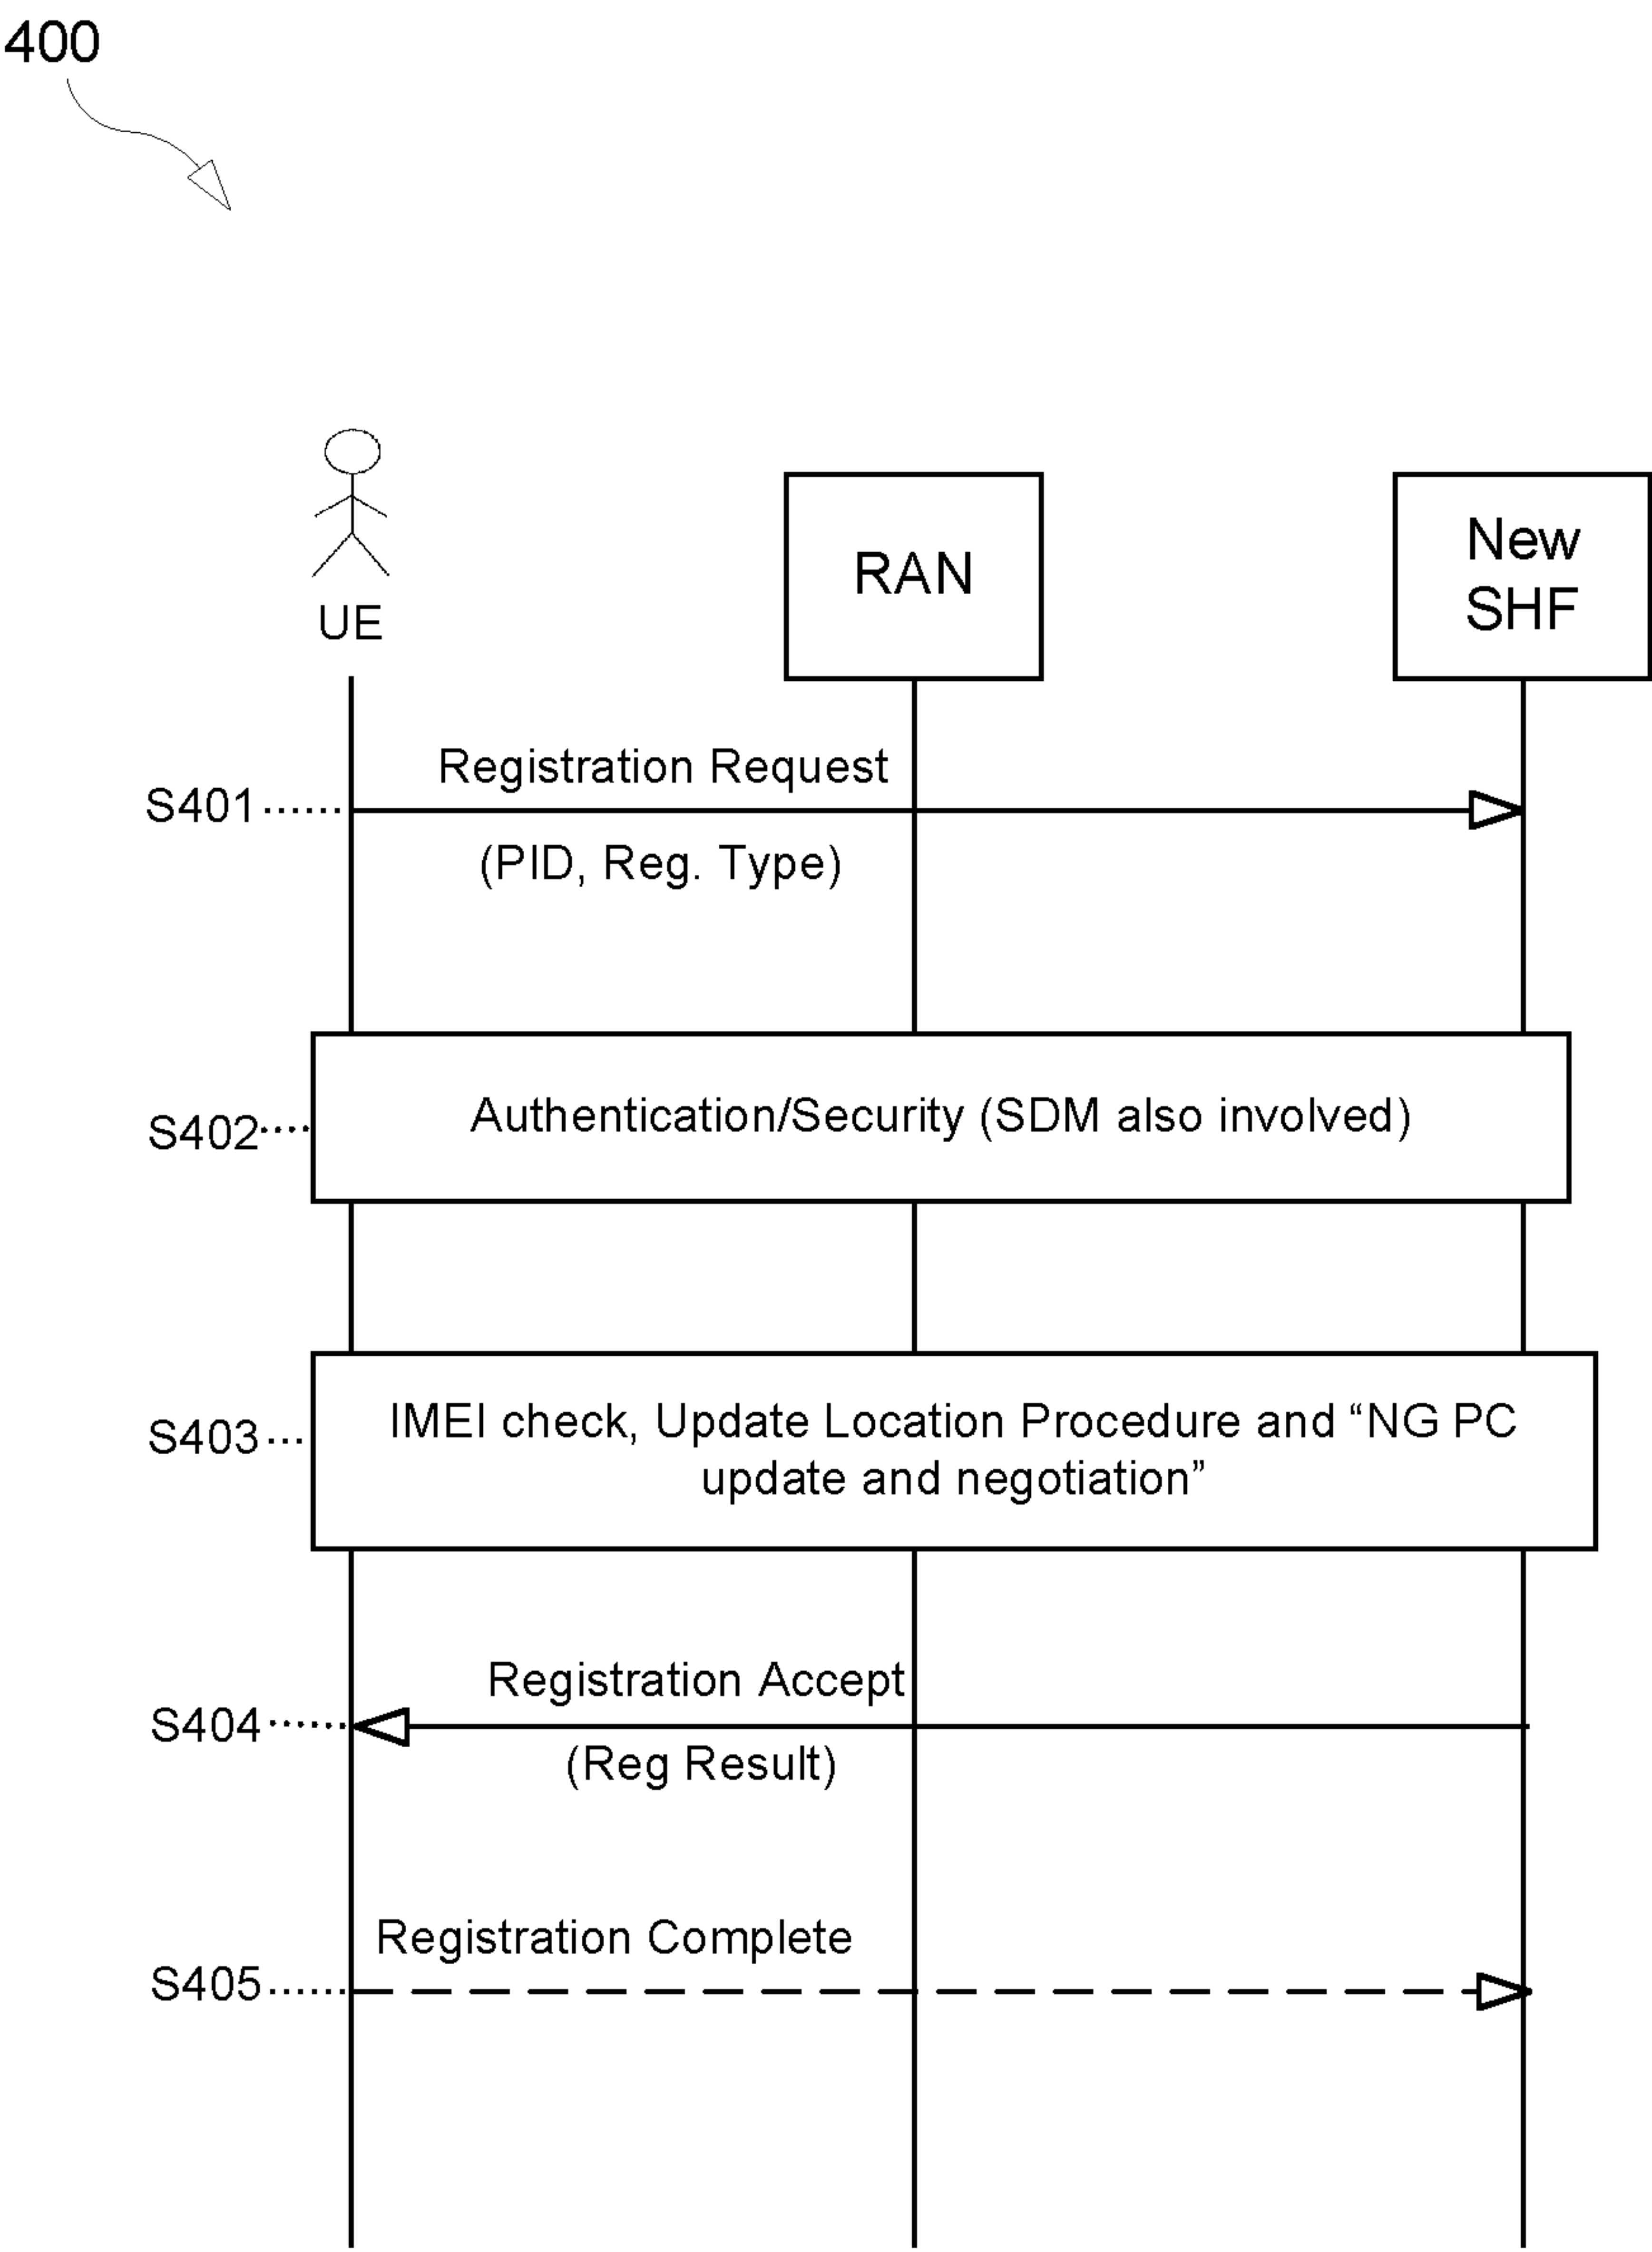 400
UE
RAN
New
SHF
Registration Request
S401
(PID, Reg. Type)
Authentication/Security (SDM also involved)
S402
IMEI check, Update Location Procedure and “NG PC
update and negotiation”
S403
Registration Accept
S404
(Reg Result)
Registration Complete
S405